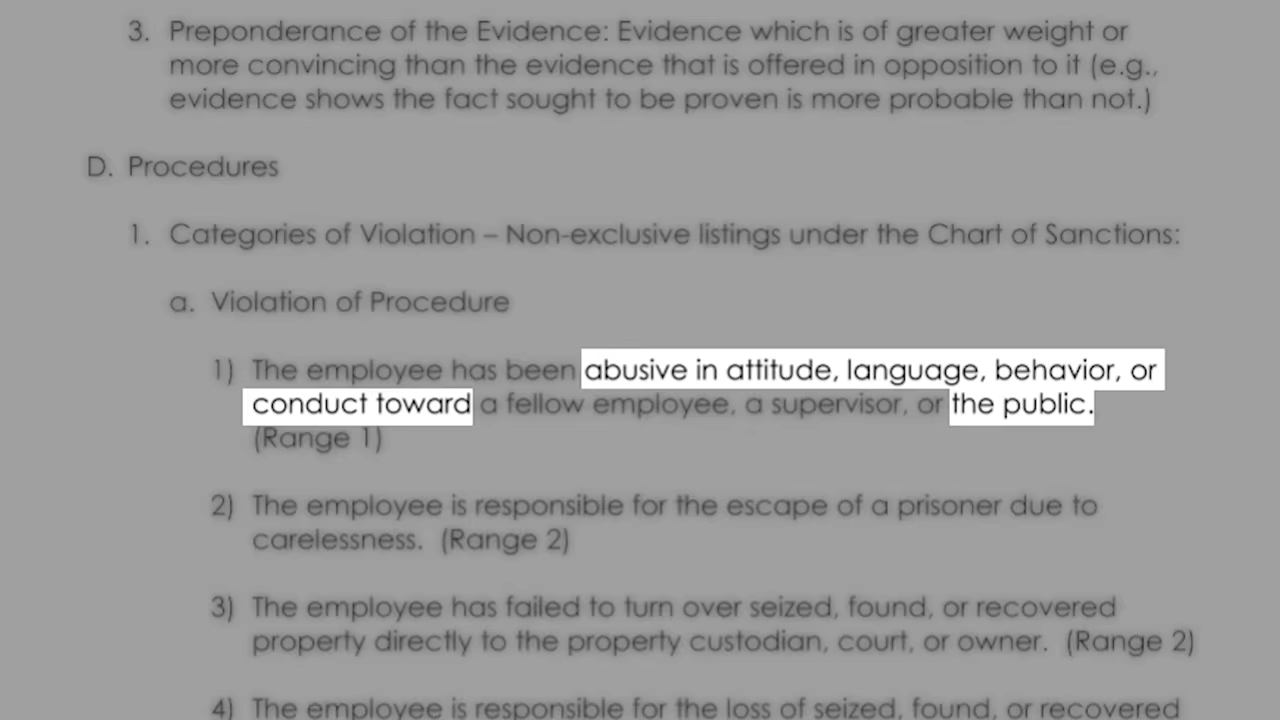 3. Preponderance of the Evidence: Evidence which is of greater weight or
more convincing than the evidence that is offered in opposition to it (e.g.,
evidence shows the fact sought to be proven is more probable than not.)
D. Procedures
1. Categories of Violation – Non-exclusive listings under the Chart of Sanctions:
a. Violation of Procedure
1) The employee has been abusive in attitude, language, behavior, or
conduct toward a fellow employee, a supervisor, or the public.
(Range 1)
2) The employee is responsible for the escape of a prisoner due to
carelessness. (Range 2)
3) The employee has failed to turn over seized, found, or recovered
property directly to the property custodian, court, or owner. (Range 2)
4) The employee is responsible for the loss of seized, found, or recovered